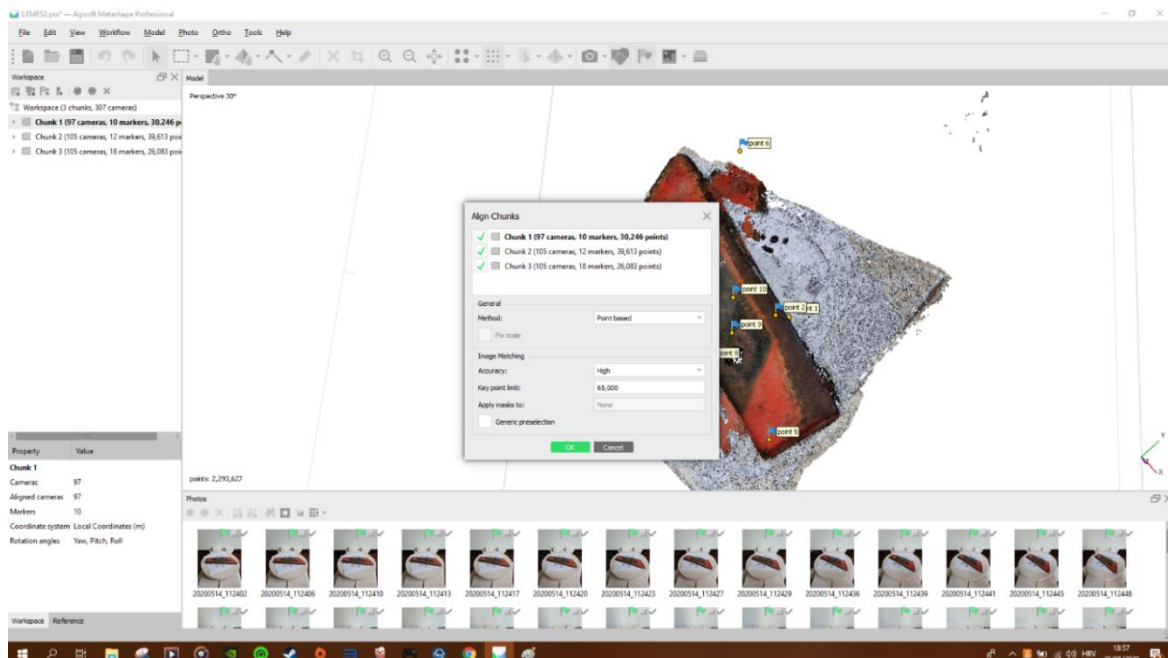 LEMES2.psx* — Agisoft Metashape Professional
File Edit View Workflow Model Photo Ortho Tools Help
Workspace
Workspace (3 chunks, 307 cameras)
Chunk 1 (97 cameras, 10 markers, 30,246 p
Chunk 2 (105 cameras, 12 markers, 39,613 poi
Chunk 3 (105 cameras, 18 markers, 26,083 poi
Property Value
Chunk 1
Cameras 97
Aligned cameras 97
Markers 10
Coordinate system Local Coordinates (m)
Rotation angles Yaw, Pitch, Roll
Workspace Reference
Model
Perspective 30°
point 6
point 10
point 2
nt 1
point 9
point 8
point 5
points: 2,293,627
Align Chunks
Chunk 1 (97 cameras, 10 markers, 30,246 points)
Chunk 2 (105 cameras, 12 markers, 39,613 points)
Chunk 3 (105 cameras, 18 markers, 26,083 points)
General
Method: Point based
Fix scale
Image Matching
Accuracy: High
Key point limit: 65,000
Apply masks to: None
Generic preselection
OK Cancel
Y
X
Photos
20200514_112402 20200514_112406 20200514_112410 20200514_112413 20200514_112417 20200514_112420 20200514_112423 20200514_112427 20200514_112429 20200514_112436 20200514_112439 20200514_112441 20200514_112445 20200514_112448
HRV
18:57